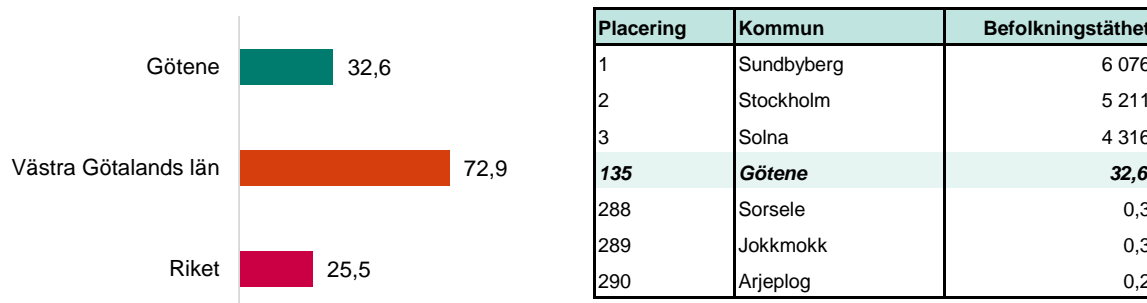 Götene 32,6
Västra Götalands län 72,9
Riket 25,5
Placering Kommun Befolkningstäthet
1 Sundbyberg 6 076
2 Stockholm 5 211
3 Solna 4 316
135 Götene 32,6
288 Sorsele 0,3
289 Jokkmokk 0,3
290 Arjeplog 0,2